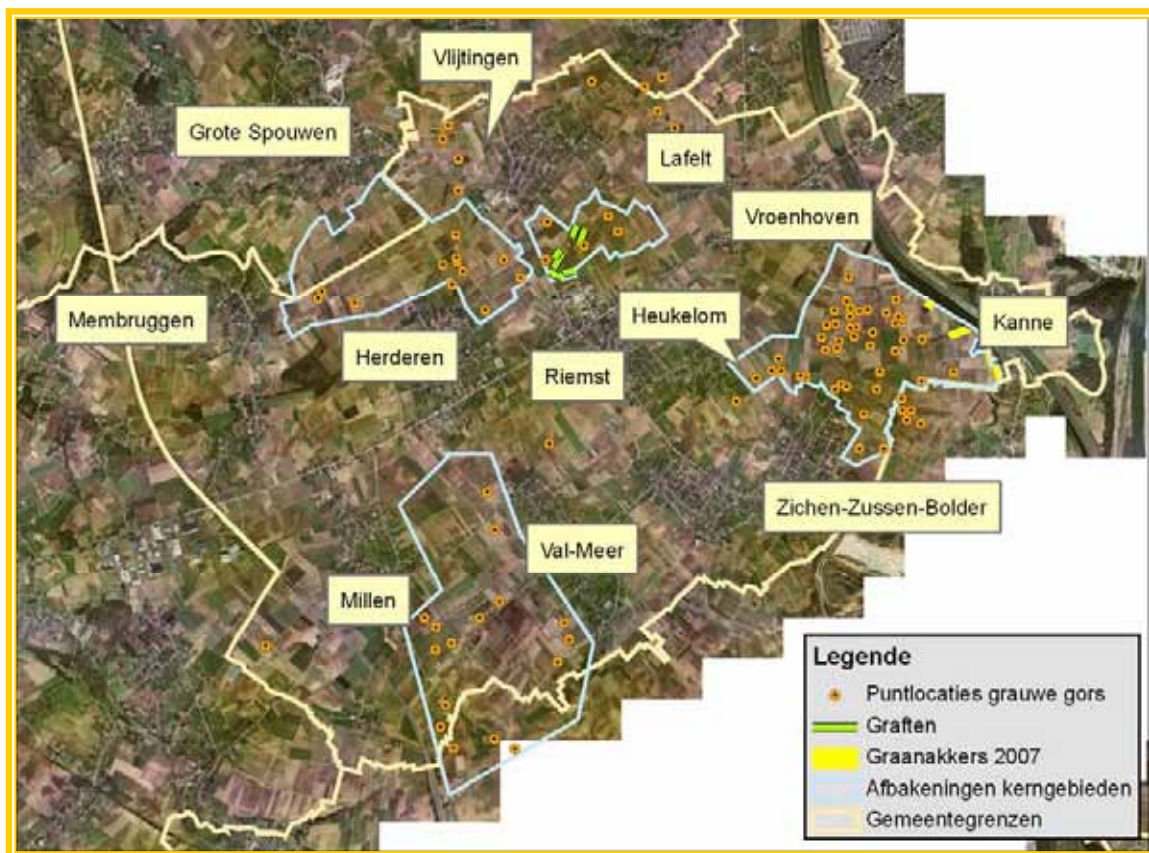 Vlijtingen
Grote Spouwen
Lafelt
Vroenhoven
Membruggen
Heukelom
Kanne
Herderen
Riemst
Zichen-Zussen-Bolder
Val-Meer
Millen
Legende
Puntlocaties grauwe gors
Graften
Graanakkers 2007
Afbakeningen kerngebieden
Gemeentegrenzen